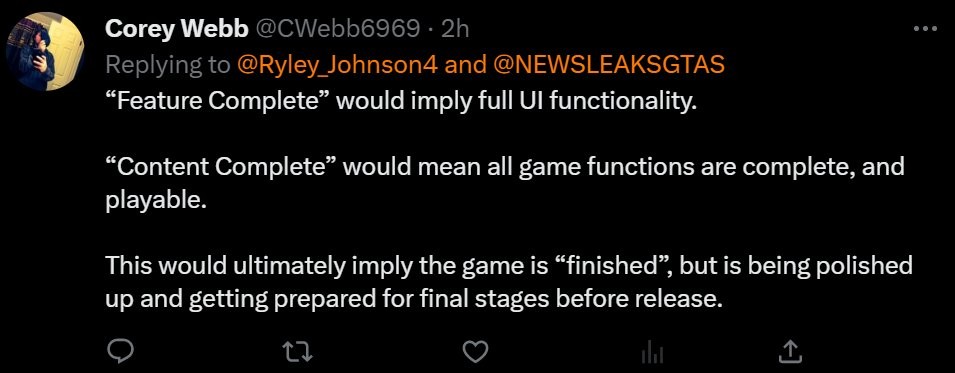 Corey Webb @CWebb6969 · 2h
Replying to @Ryley_Johnson4 and @NEWSLEAKSGTAS
“Feature Complete” would imply full UI functionality.
“Content Complete” would mean all game functions are complete, and
playable.
This would ultimately imply the game is “finished”, but is being polished
up and getting prepared for final stages before release.